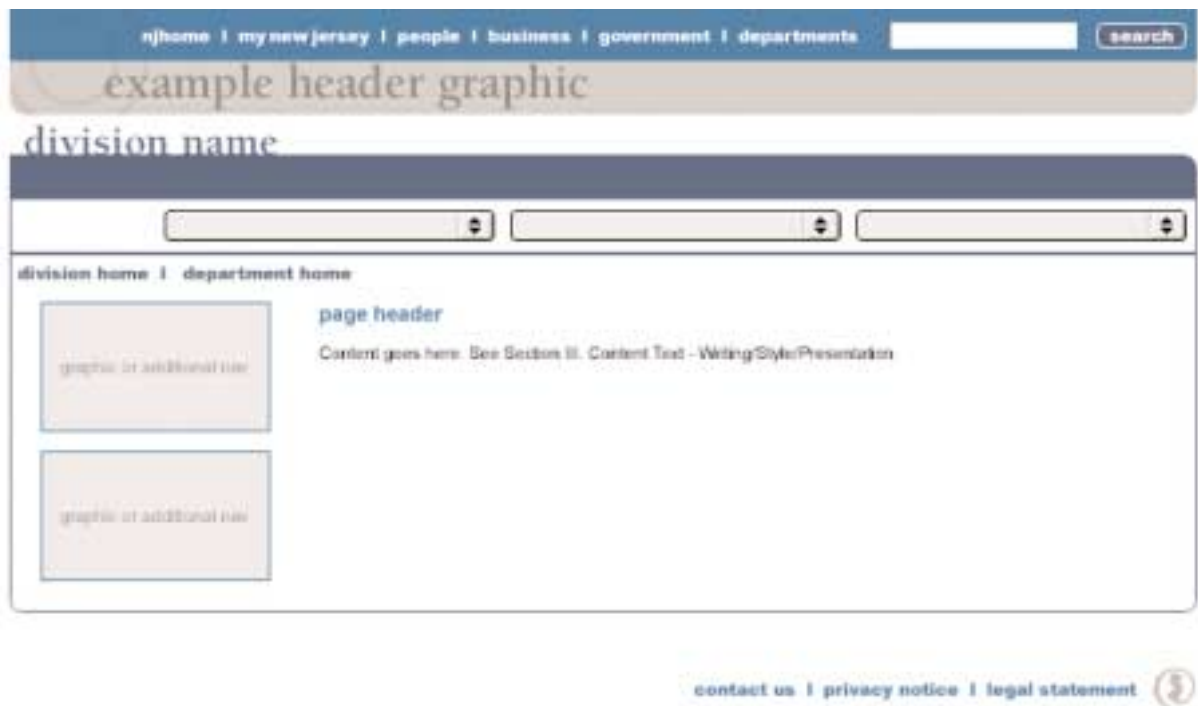 njhome | my new jersey | people | business | government | departments search
example header graphic
division name
division home | department home
page header
Content goes here. See Section III. Content Text - Writing/Style/Presentation
graphic or additional nav
graphic or additional nav
contact us | privacy notice | legal statement